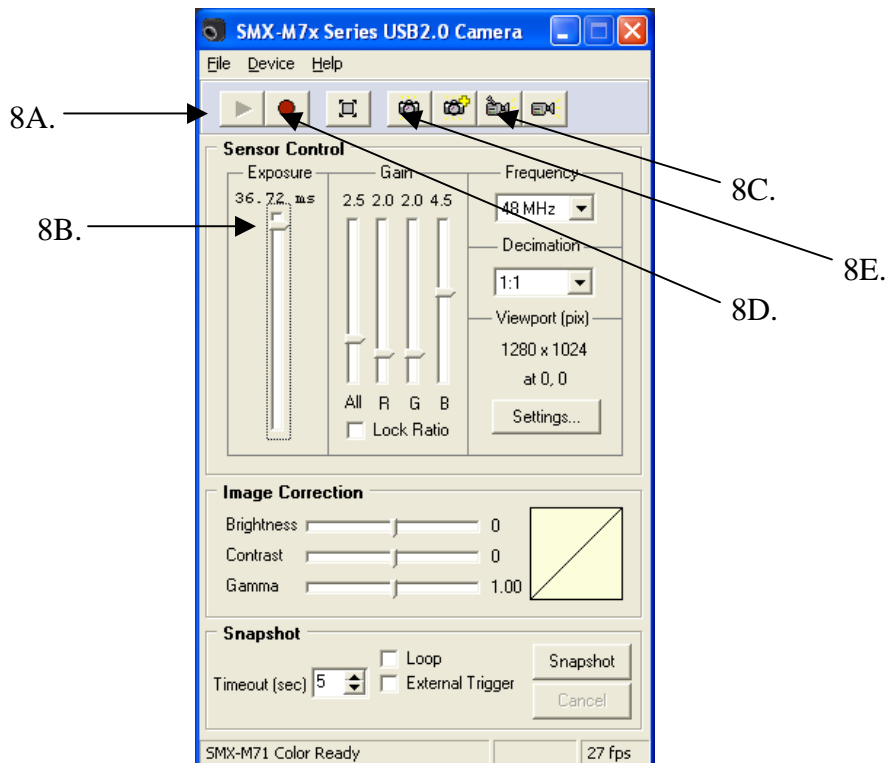 SMX-M7x Series USB2.0 Camera
File Device Help
8A.
Sensor Control
Exposure
Gain
Frequency
36.72 ms
2.5 2.0 2.0 4.5
48 MHz
8C.
8B.
Decimation
8E.
1:1
8D.
Viewport (pix)
1280 x 1024
at 0, 0
All R G B
Settings...
Lock Ratio
Image Correction
Brightness 0
Contrast 0
Gamma 1.00
Snapshot
Loop
Snapshot
Timeout (sec) 5
External Trigger
Cancel
SMX-M71 Color Ready
27 fps